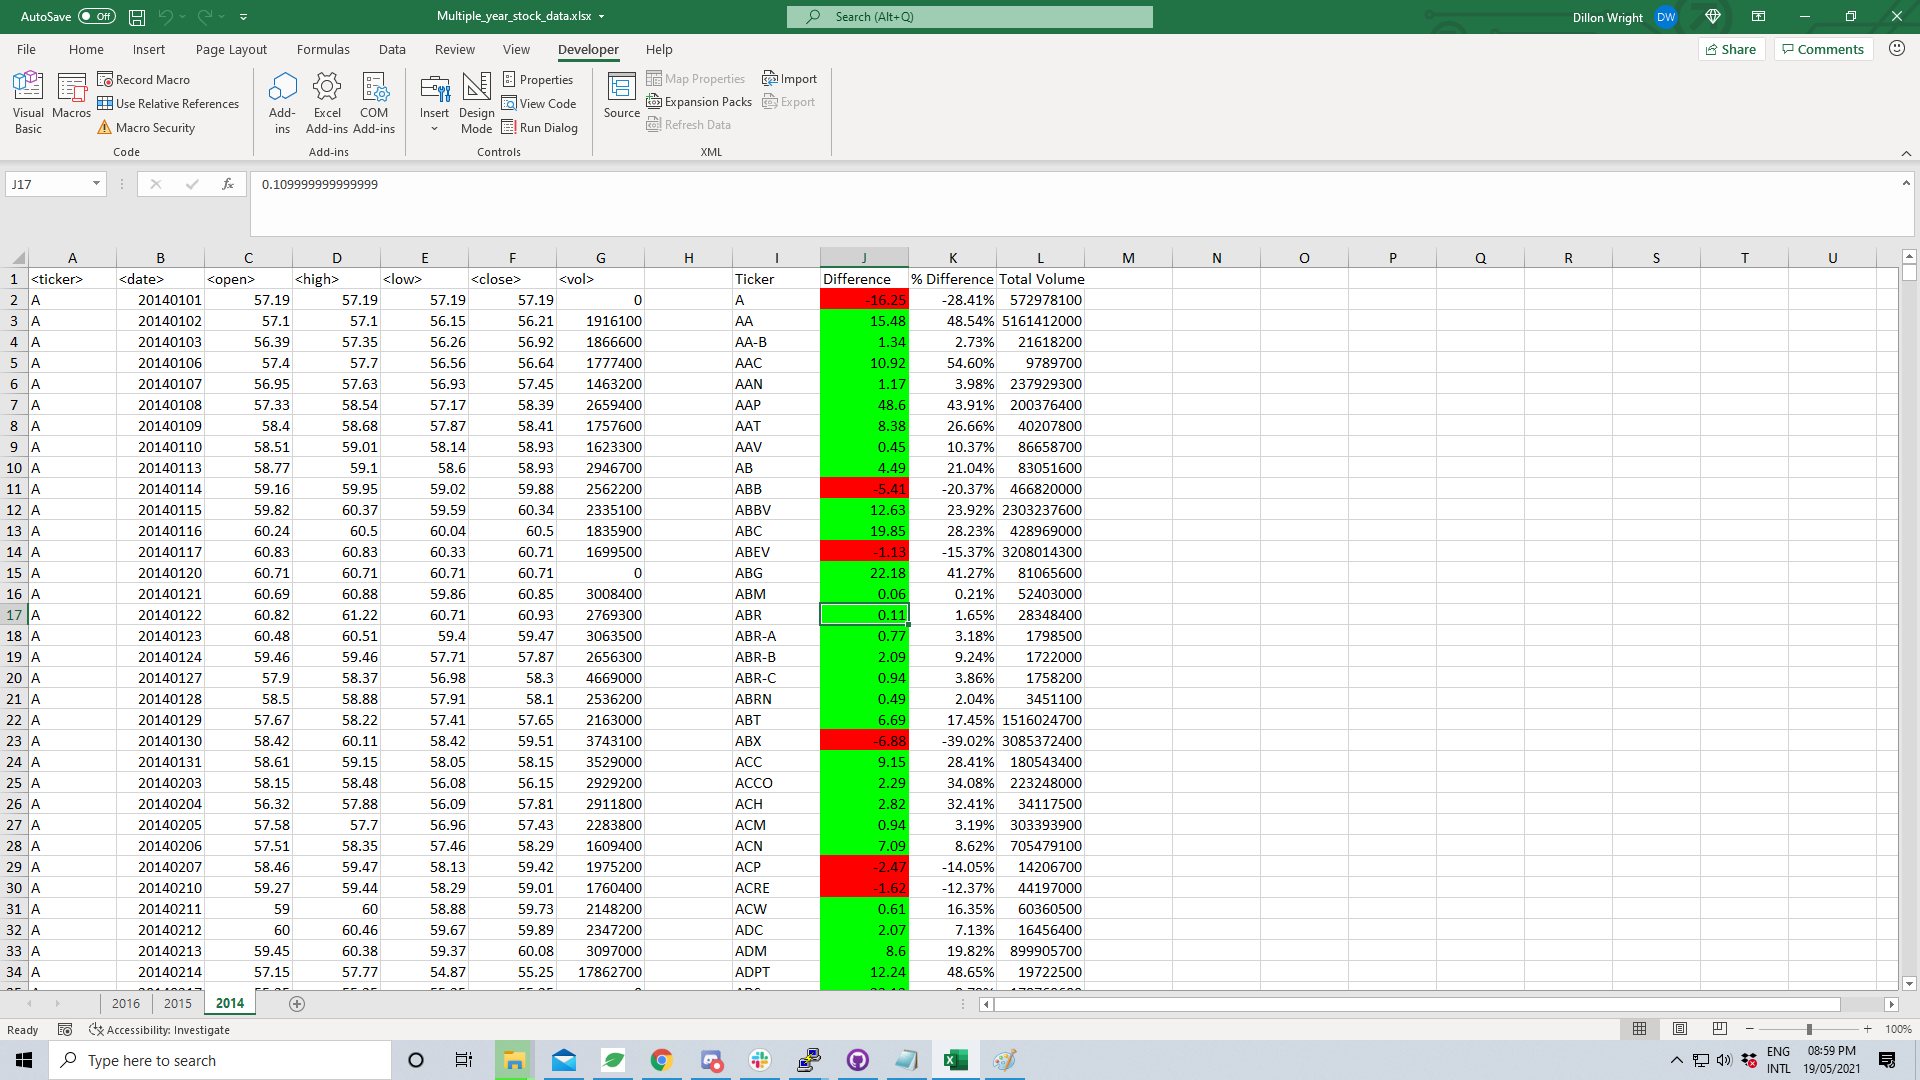 AutoSave Off Multiple_year_stock_data.xlsx Search (Alt+Q) Dillon Wright DW
File Home Insert Page Layout Formulas Data Review View Developer Help Share Comments
Visual Basic
Macros
Record Macro
Use Relative References
Macro Security
Code
Add-ins
Excel Add-ins
COM Add-ins
Add-ins
Insert
Design Mode
Properties
View Code
Run Dialog
Controls
Source
Map Properties
Expansion Packs
Refresh Data
Import
Export
XML
J17 fx 0.109999999999999
A B C D E F G H I J K L M N O P Q R S T U
1 <ticker> <date> <open> <high> <low> <close> <vol> Ticker Difference % Difference Total Volume
2 A 20140101 57.19 57.19 57.19 57.19 0 A -16.25 -28.41% 572978100
3 A 20140102 57.1 57.1 56.15 56.21 1916100 AA 15.48 48.54% 5161412000
4 A 20140103 56.39 57.35 56.26 56.92 1866600 AA-B 1.34 2.73% 21618200
5 A 20140106 57.4 57.7 56.56 56.64 1777400 AAC 10.92 54.60% 9789700
6 A 20140107 56.95 57.63 56.93 57.45 1463200 AAN 1.17 3.98% 237929300
7 A 20140108 57.33 58.54 57.17 58.39 2659400 AAP 48.6 43.91% 200376400
8 A 20140109 58.4 58.68 57.87 58.41 1757600 AAT 8.38 26.66% 40207800
9 A 20140110 58.51 59.01 58.14 58.93 1623300 AAV 0.45 10.37% 86658700
10 A 20140113 58.77 59.1 58.6 58.93 2946700 AB 4.49 21.04% 83051600
11 A 20140114 59.16 59.95 59.02 59.88 2562200 ABB -5.41 -20.37% 466820000
12 A 20140115 59.82 60.37 59.59 60.34 2335100 ABBV 12.63 23.92% 2303237600
13 A 20140116 60.24 60.5 60.04 60.5 1835900 ABC 19.85 28.23% 428969000
14 A 20140117 60.83 60.83 60.33 60.71 1699500 ABEV -1.13 -15.37% 3208014300
15 A 20140120 60.71 60.71 60.71 60.71 0 ABG 22.18 41.27% 81065600
16 A 20140121 60.69 60.88 59.86 60.85 3008400 ABM 0.06 0.21% 52403000
17 A 20140122 60.82 61.22 60.71 60.93 2769300 ABR 0.11 1.65% 28348400
18 A 20140123 60.48 60.51 59.4 59.47 3063500 ABR-A 0.77 3.18% 1798500
19 A 20140124 59.46 59.46 57.71 57.87 2656300 ABR-B 2.09 9.24% 1722000
20 A 20140127 57.9 58.37 56.98 58.3 4669000 ABR-C 0.94 3.86% 1758200
21 A 20140128 58.5 58.88 57.91 58.1 2536200 ABRN 0.49 2.04% 3451100
22 A 20140129 57.67 58.22 57.41 57.65 2163000 ABT 6.69 17.45% 1516024700
23 A 20140130 58.42 60.11 58.42 59.51 3743100 ABX -6.88 -39.02% 3085372400
24 A 20140131 58.61 59.15 58.05 58.15 3529000 ACC 9.15 28.41% 180543400
25 A 20140203 58.15 58.48 56.08 56.15 2929200 ACCO 2.29 34.08% 223248000
26 A 20140204 56.32 57.88 56.09 57.81 2911800 ACH 2.82 32.41% 34117500
27 A 20140205 57.58 57.7 56.96 57.43 2283800 ACM 0.94 3.19% 303393900
28 A 20140206 57.51 58.35 57.46 58.29 1609400 ACN 7.09 8.62% 705479100
29 A 20140207 58.46 59.47 58.13 59.42 1975200 ACP -2.47 -14.05% 14206700
30 A 20140210 59.27 59.44 58.29 59.01 1760400 ACRE -1.62 -12.37% 44197000
31 A 20140211 59 60 58.88 59.73 2148200 ACW 0.61 16.35% 60360500
32 A 20140212 60 60.46 59.67 59.89 2347200 ADC 2.07 7.13% 16456400
33 A 20140213 59.45 60.38 59.37 60.08 3097000 ADM 8.6 19.82% 899905700
34 A 20140214 57.15 57.77 54.87 55.25 17862700 ADPT 12.24 48.65% 19722500
2016 2015 2014
Ready Accessibility: Investigate 100%
Type here to search ENG INTL 08:59 PM 19/05/2021